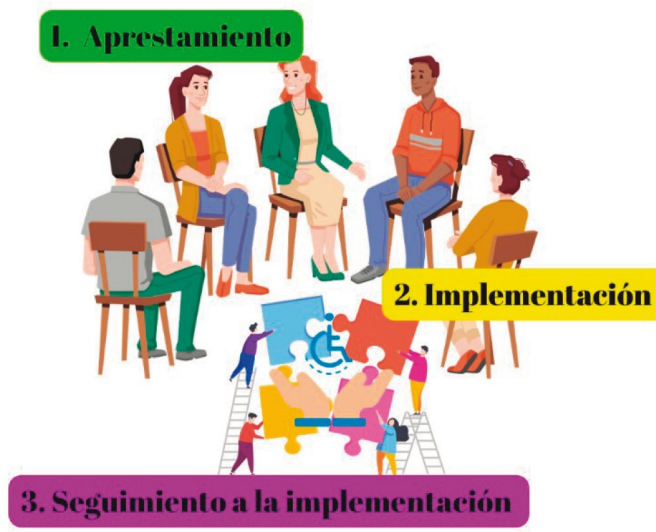 1. Aprestamiento
2. Implementación
3. Seguimiento a la implementación